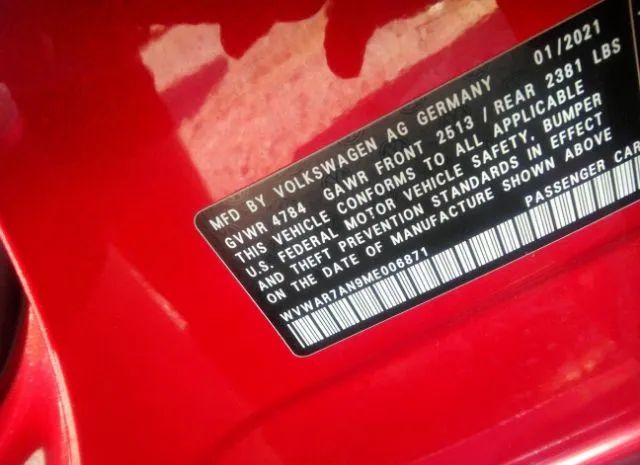 MFD BY VOLKSWAGEN AG GERMANY 01/2021
GVWR 4784 GAWR FRONT 2513 / REAR 2381 LBS
THIS VEHICLE CONFORMS TO ALL APPLICABLE
U.S. FEDERAL MOTOR VEHICLE SAFETY, BUMPER
AND THEFT PREVENTION STANDARDS IN EFFECT
ON THE DATE OF MANUFACTURE SHOWN ABOVE
WVWAR7AN9ME006871 PASSENGER CAR